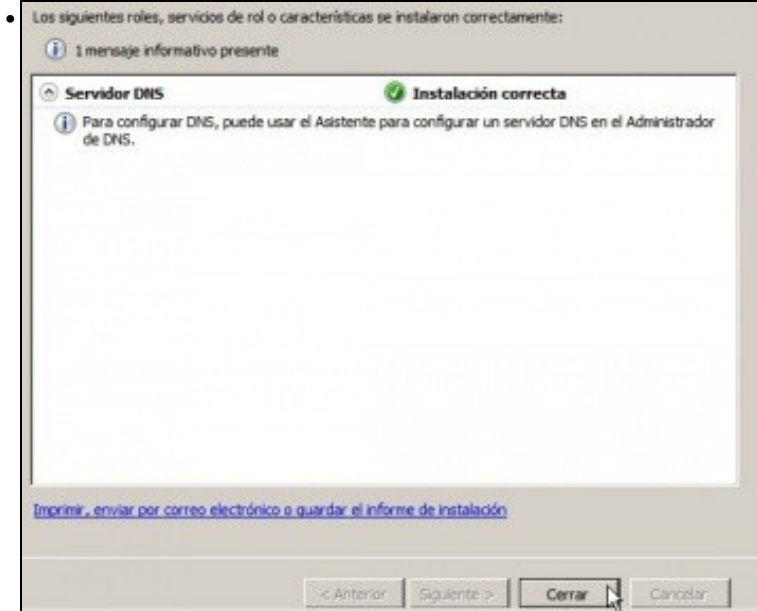 Los siguientes roles, servicios de rol o características se instalaron correctamente:
1 mensaje informativo presente
Servidor DNS Instalación correcta
Para configurar DNS, puede usar el Asistente para configurar un servidor DNS en el Administrador
de DNS.
Imprimir, enviar por correo electrónico o guardar el informe de instalación
< Anterior Siguiente > Cerrar Cancelar